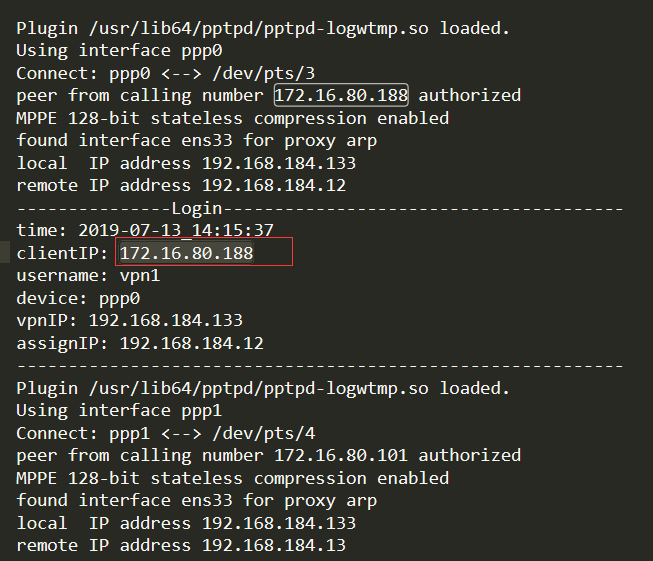 Plugin /usr/lib64/pptpd/pptpd-logwtmp.so loaded.
Using interface ppp0
Connect: ppp0 <--> /dev/pts/3
peer from calling number 172.16.80.188 authorized
MPPE 128-bit stateless compression enabled
found interface ens33 for proxy arp
local  IP address 192.168.184.133
remote IP address 192.168.184.12
---------------Login---------------------------------------
time: 2019-07-13_14:15:37
clientIP: 172.16.80.188
username: vpn1
device: ppp0
vpnIP: 192.168.184.133
assignIP: 192.168.184.12
-----------------------------------------------------------
Plugin /usr/lib64/pptpd/pptpd-logwtmp.so loaded.
Using interface ppp1
Connect: ppp1 <--> /dev/pts/4
peer from calling number 172.16.80.101 authorized
MPPE 128-bit stateless compression enabled
found interface ens33 for proxy arp
local  IP address 192.168.184.133
remote IP address 192.168.184.13